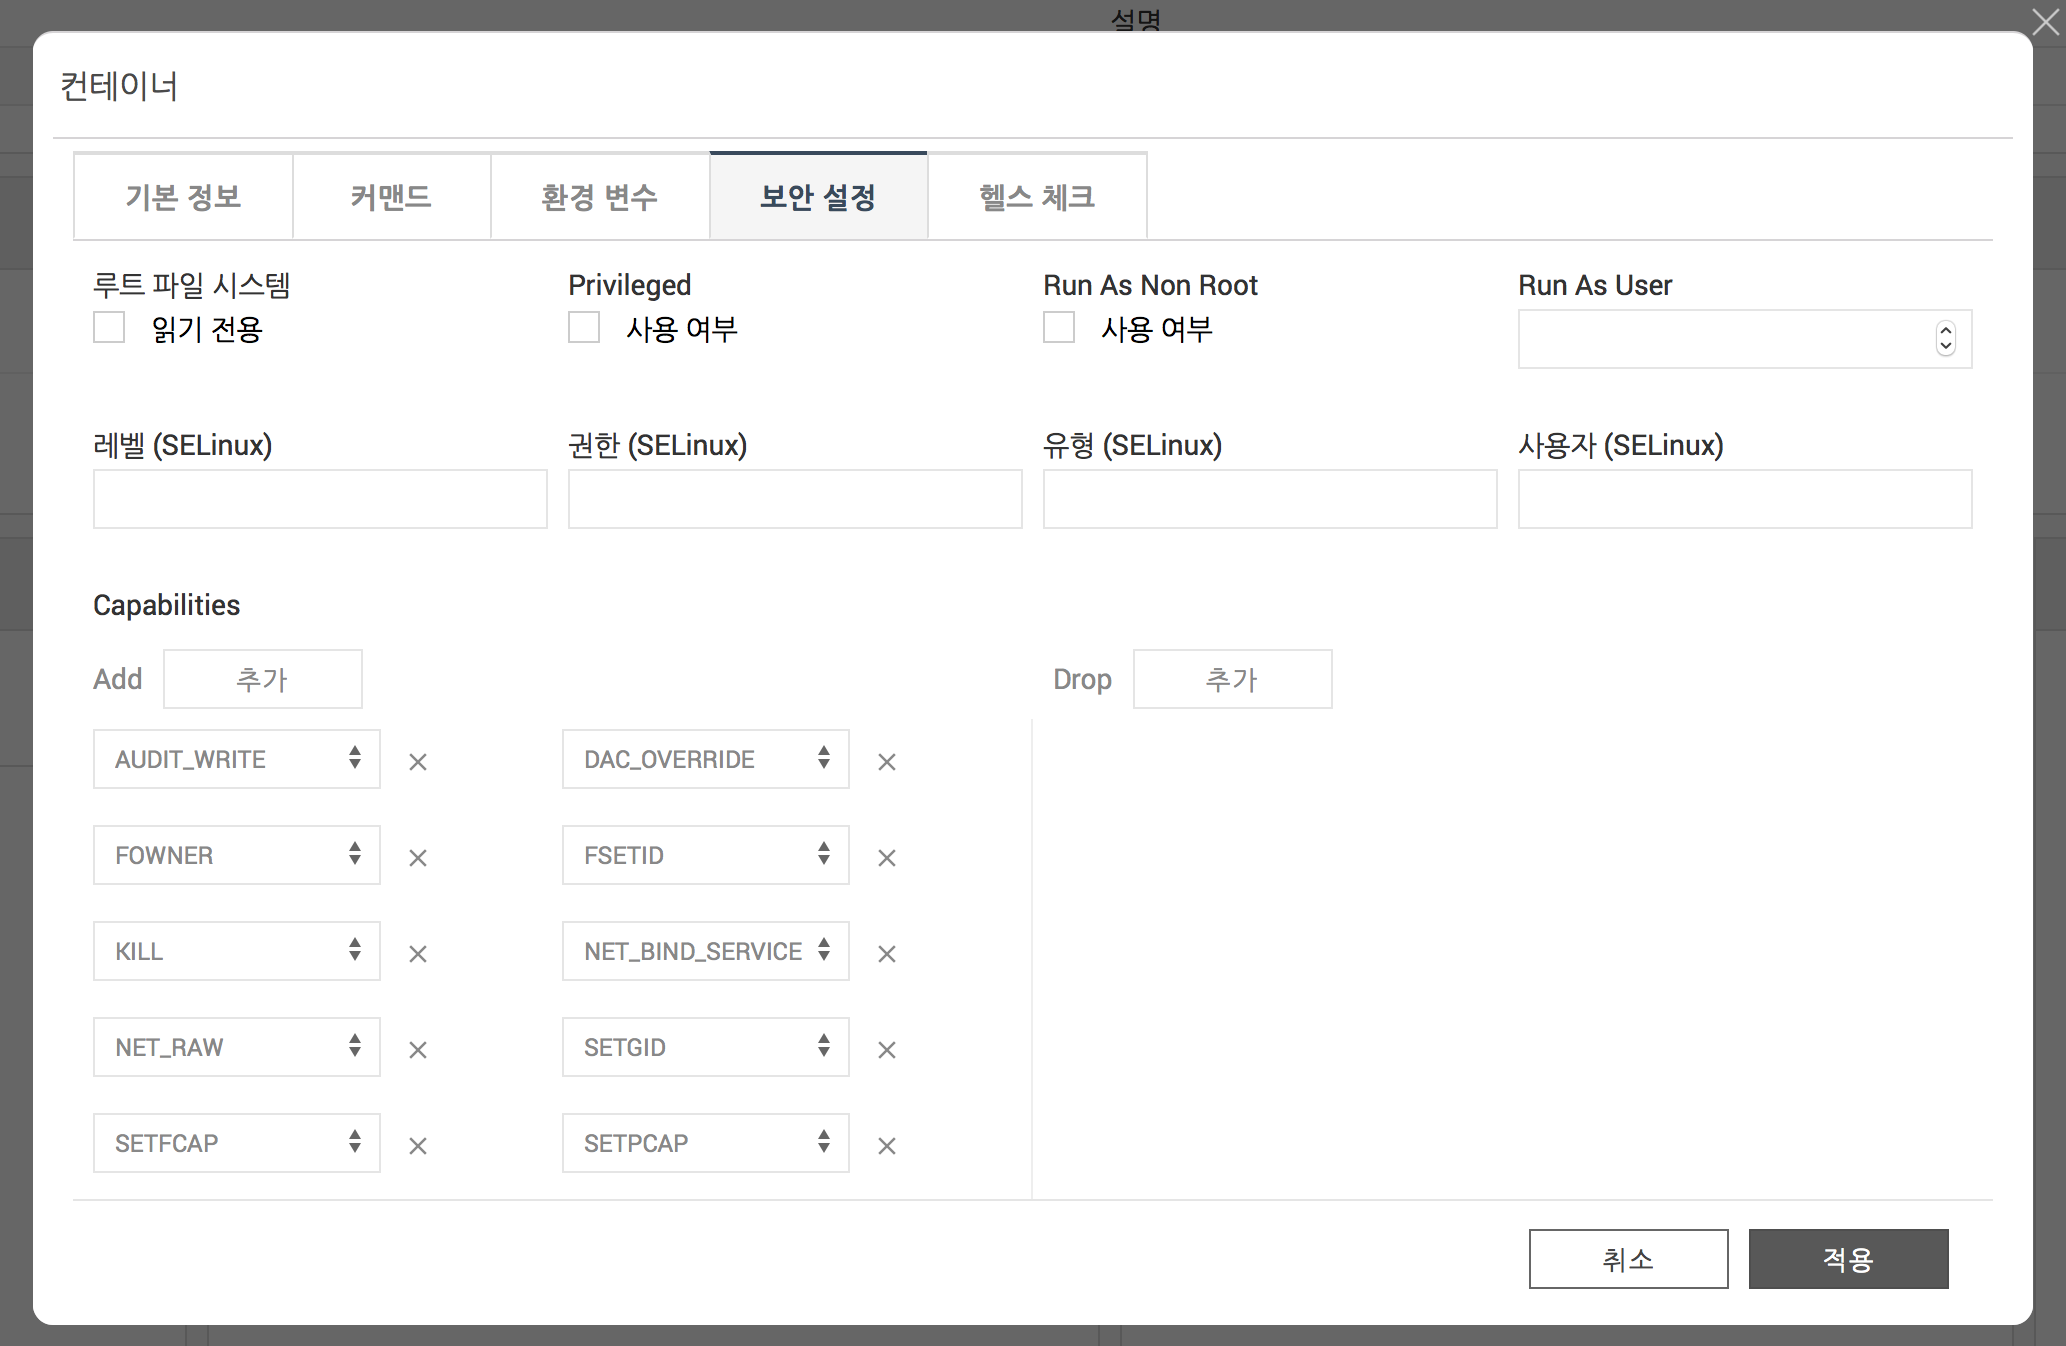 설명
컨테이너
기본 정보 커맨드 환경 변수 보안 설정 헬스 체크
루트 파일 시스템 Privileged Run As Non Root Run As User
읽기 전용 사용 여부 사용 여부
레벨 (SELinux) 권한 (SELinux) 유형 (SELinux) 사용자 (SELinux)
Capabilities
Add 추가 Drop 추가
AUDIT_WRITE DAC_OVERRIDE
FOWNER FSETID
KILL NET_BIND_SERVICE
NET_RAW SETGID
SETFCAP SETPCAP
취소 적용